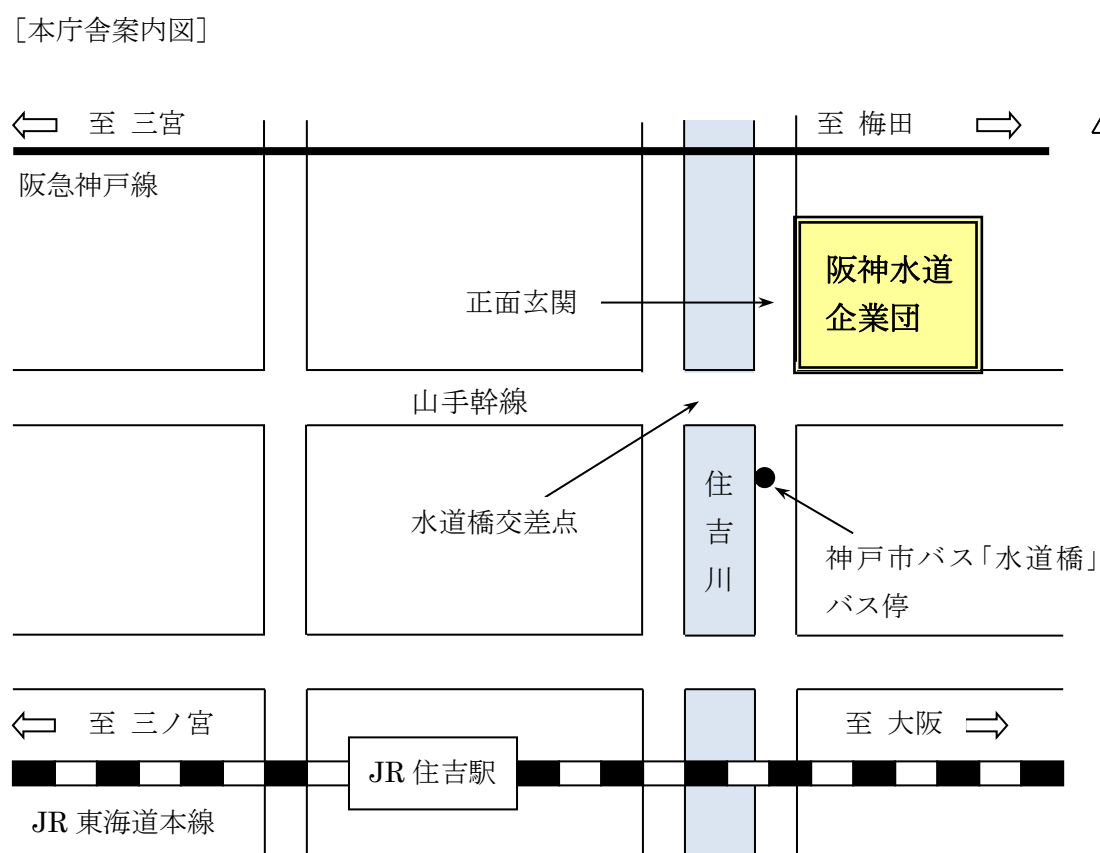 ［本庁舎案内図］
至 三宮
至 梅田
阪急神戸線
阪神水道
企業団
正面玄関
山手幹線
住吉川
水道橋交差点
神戸市バス「水道橋」
バス停
至 三ノ宮
至 大阪
JR 住吉駅
JR 東海道本線